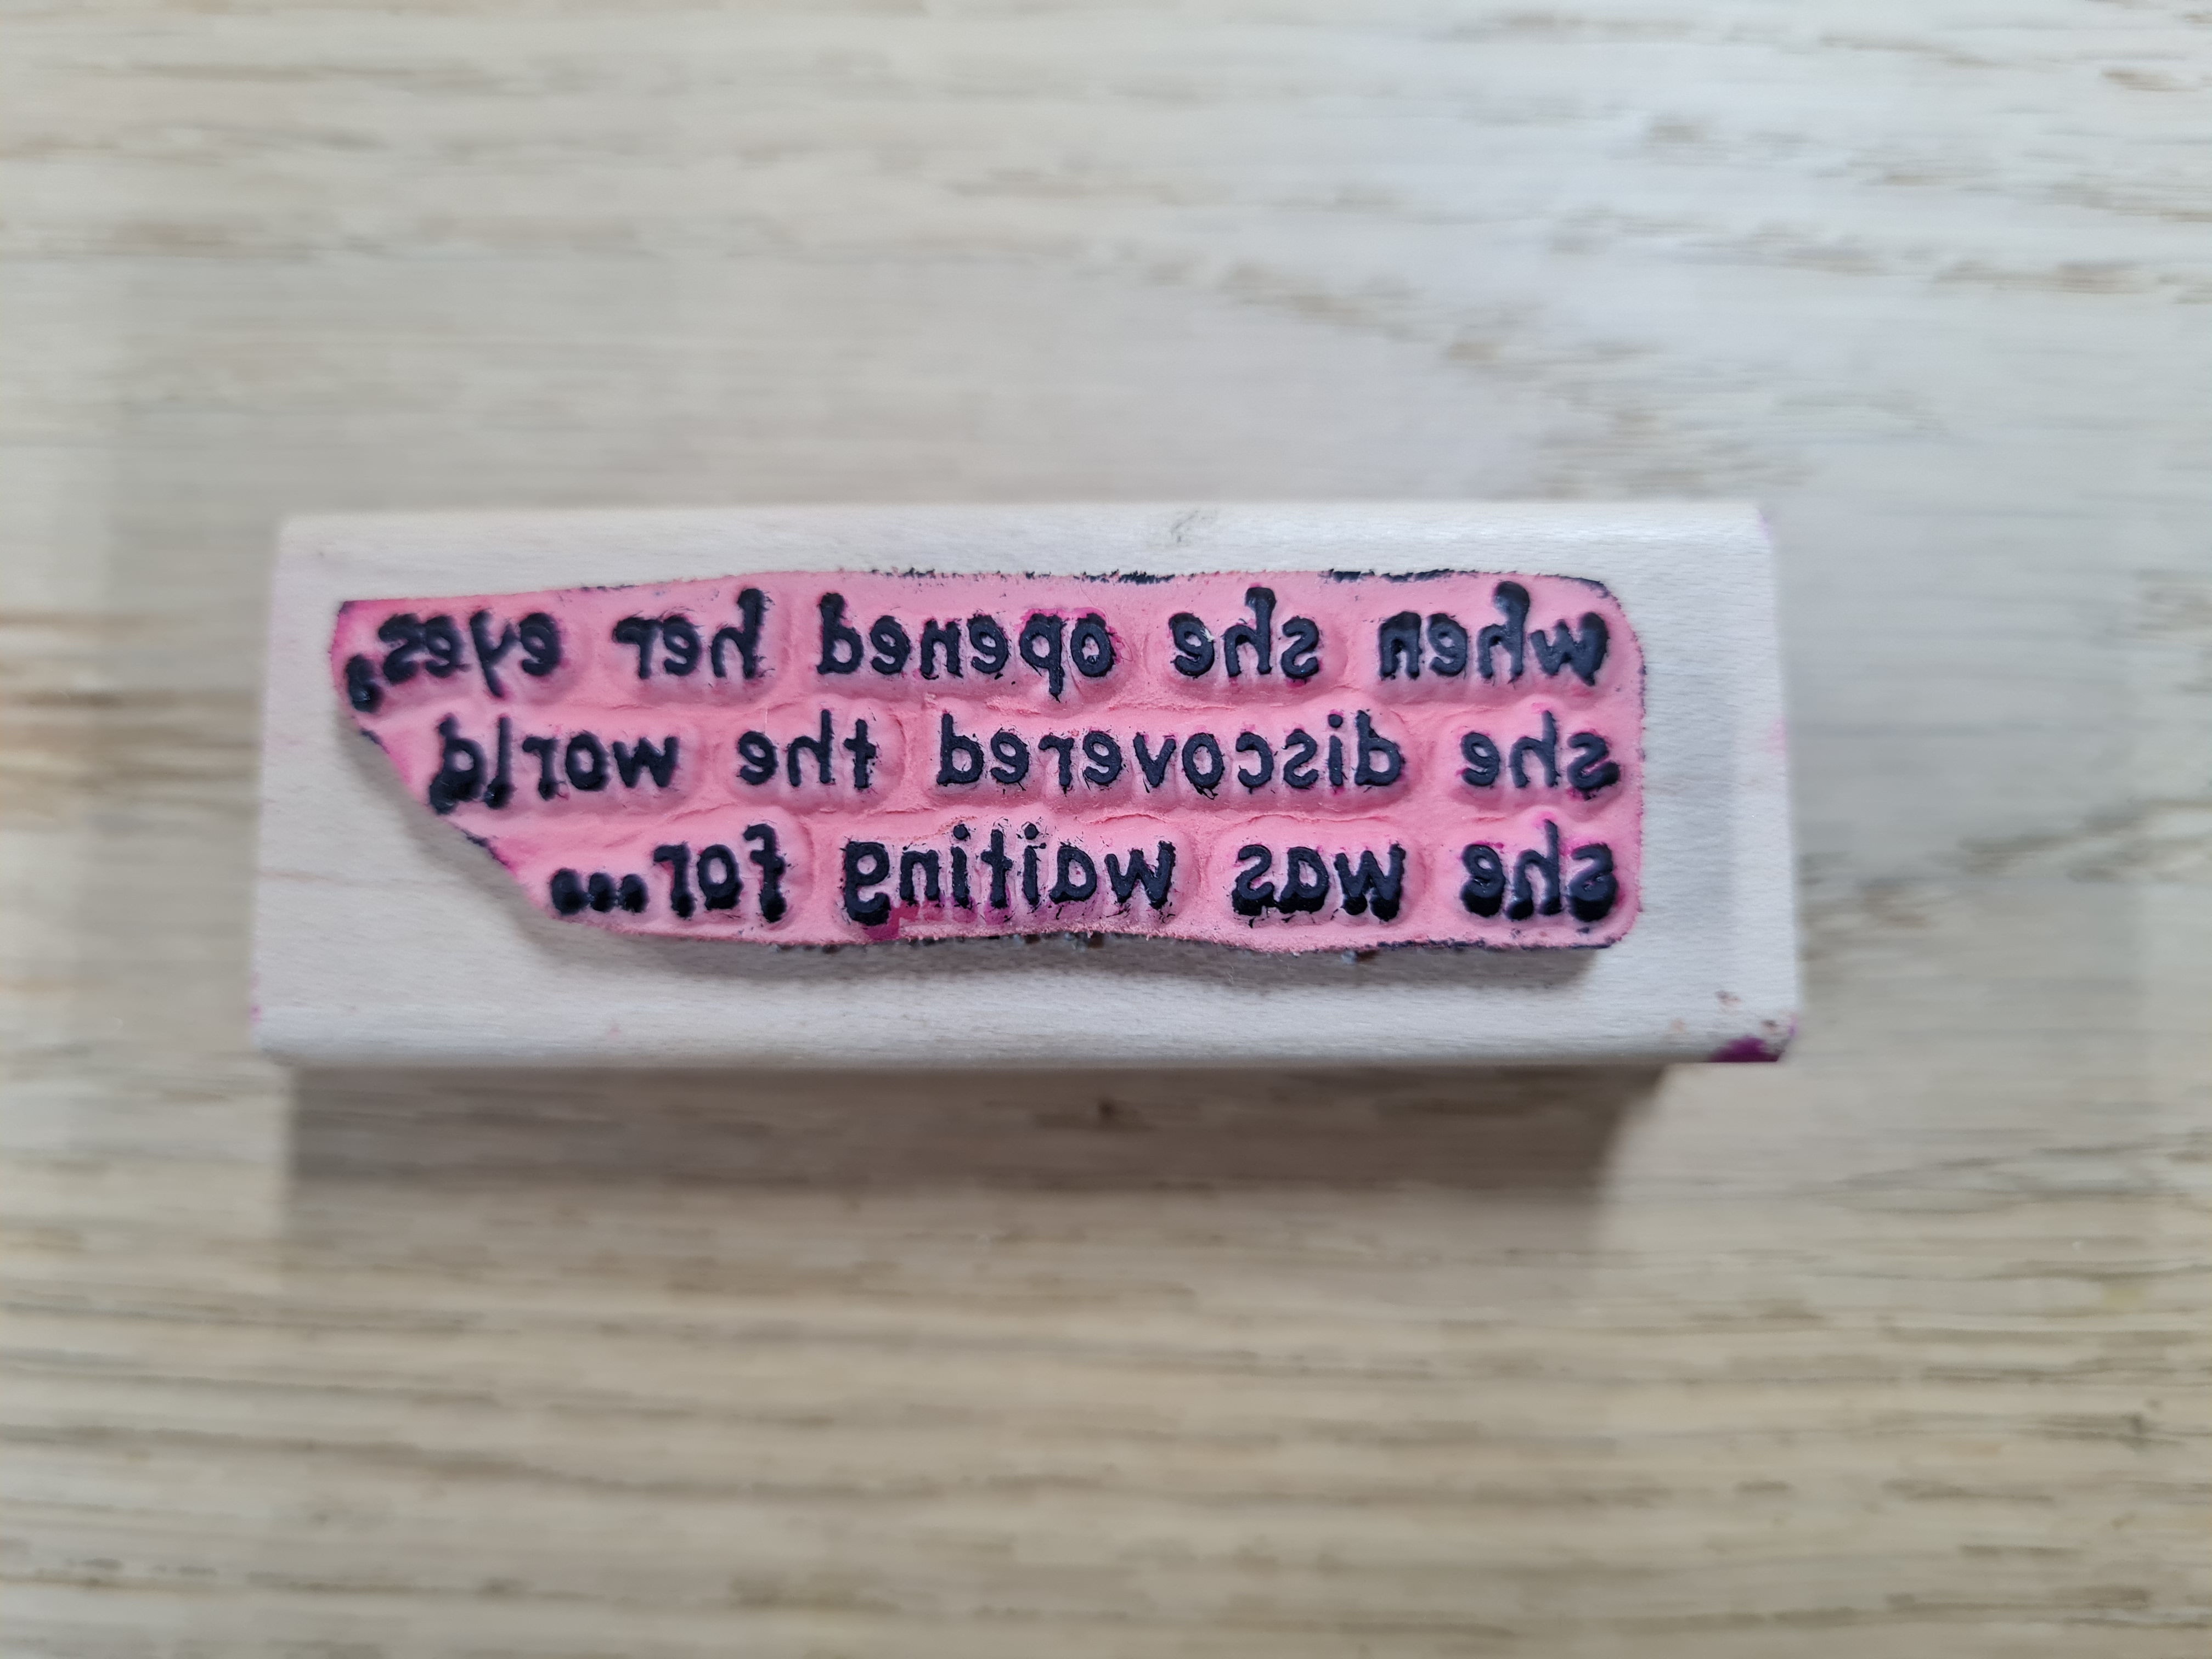 when she opened her eyes,
she discovered the world
she was waiting for...